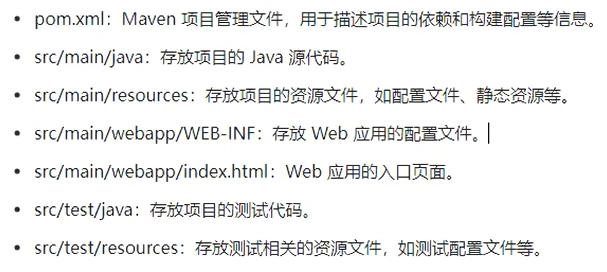 • pom.xml：Maven 项目管理文件，用于描述项目的依赖和构建配置等信息。
• src/main/java：存放项目的 Java 源代码。
• src/main/resources：存放项目的资源文件，如配置文件、静态资源等。
• src/main/webapp/WEB-INF：存放 Web 应用的配置文件。
• src/main/webapp/index.html：Web 应用的入口页面。
• src/test/java：存放项目的测试代码。
• src/test/resources：存放测试相关的资源文件，如测试配置文件等。